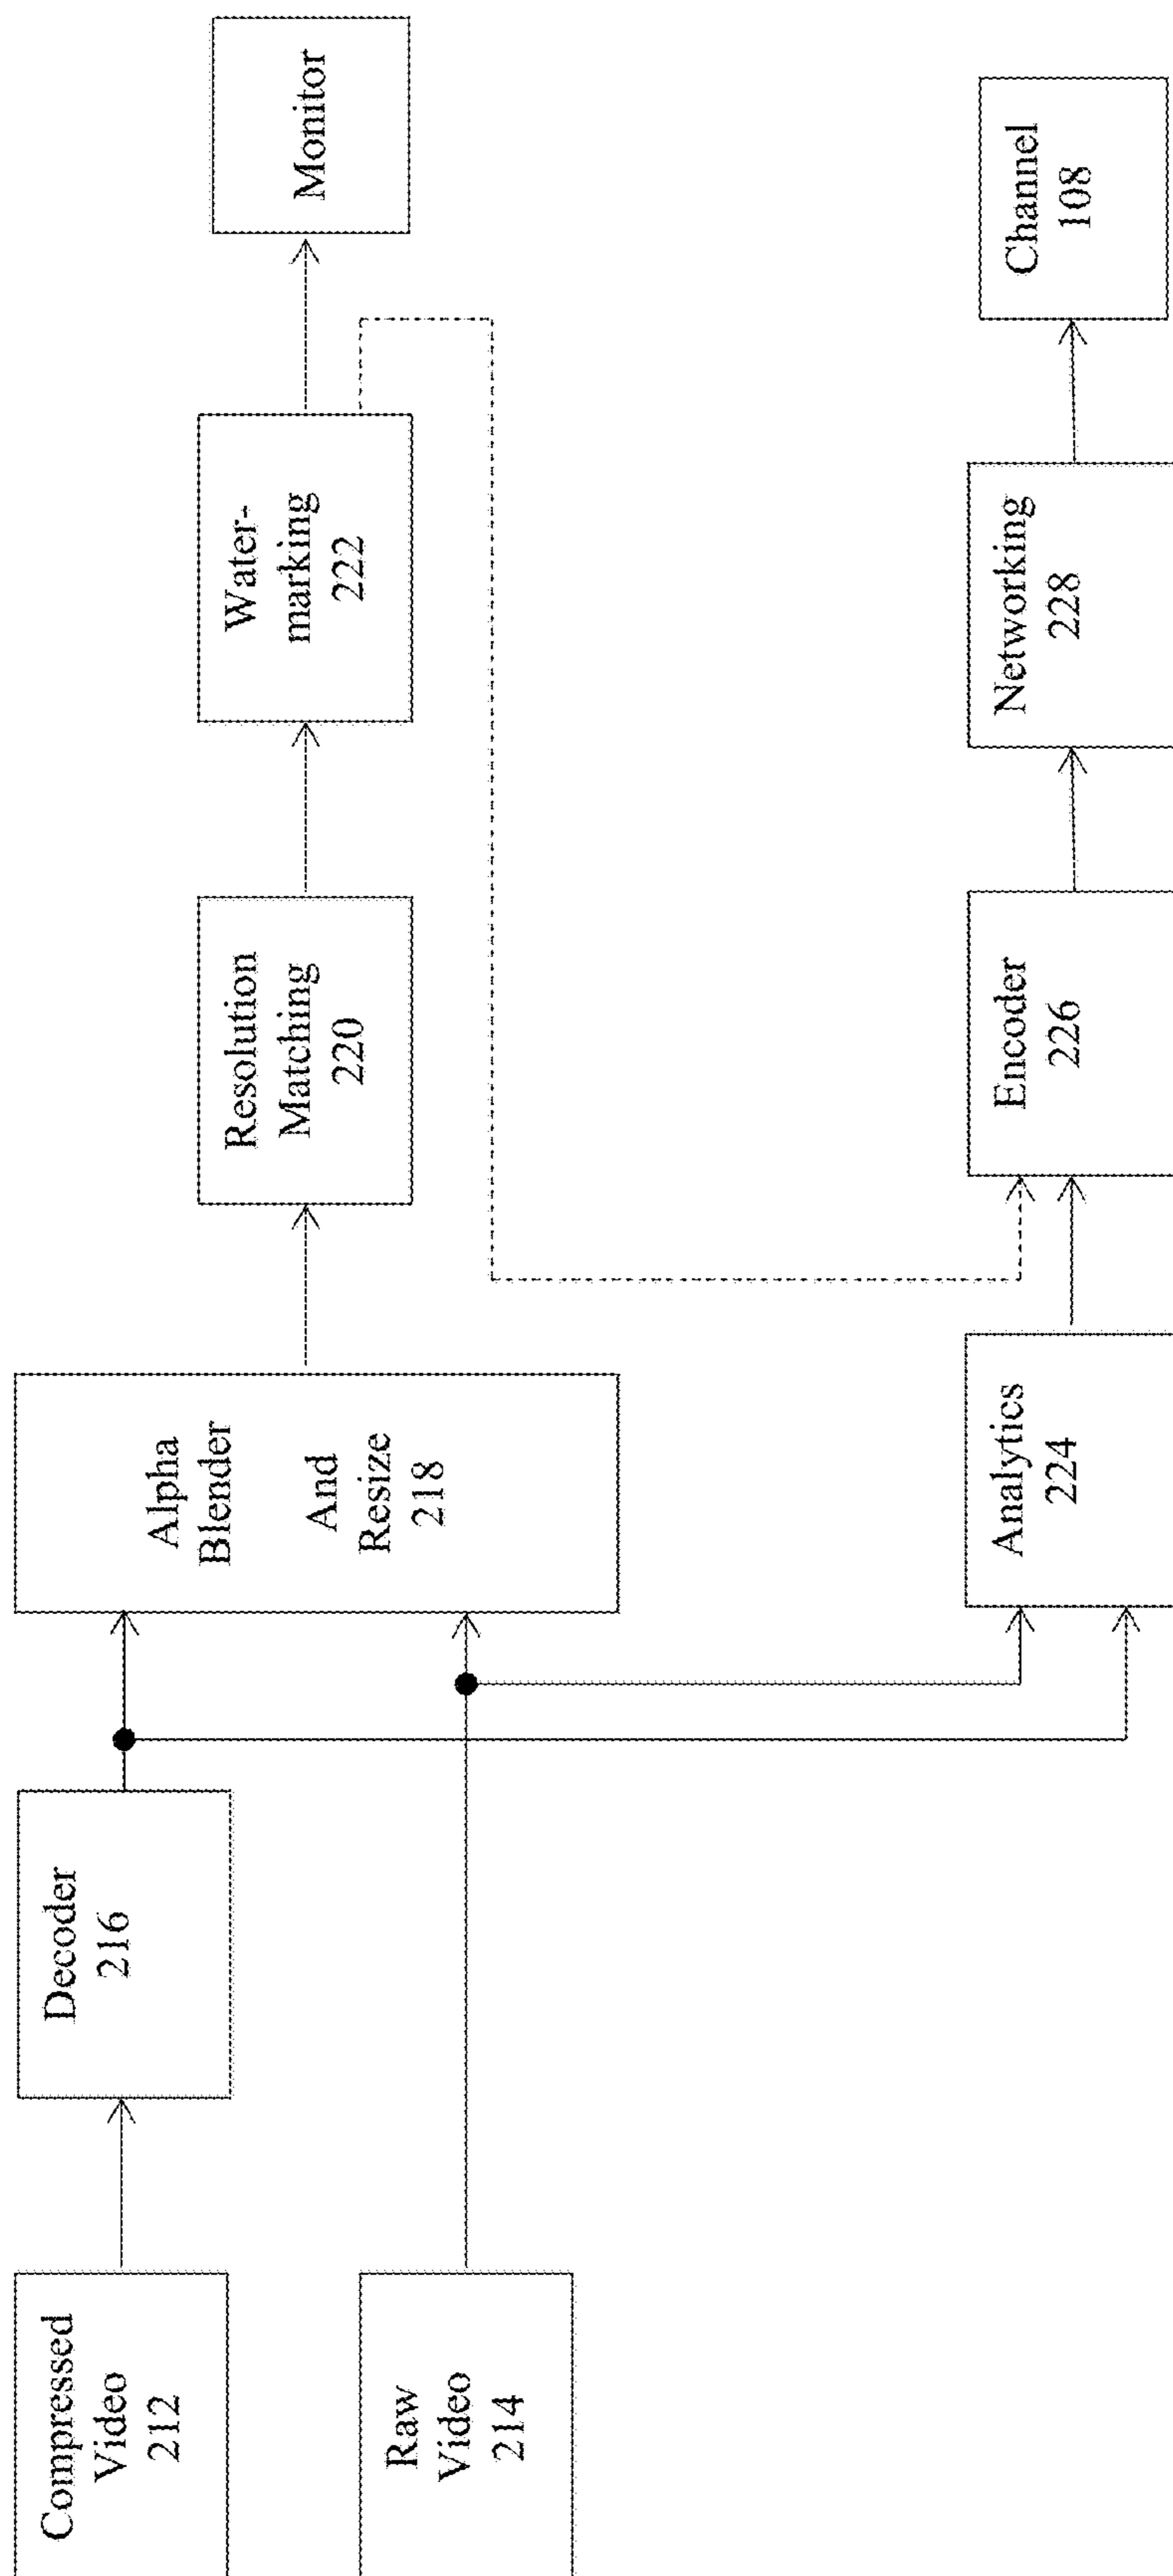 Compressed
Video
212
Decoder
216
Alpha
Blender
And
Resize
218
Resolution
Matching
220
Water-
marking
222
Monitor
Raw
Video
214
Analytics
224
Encoder
226
Networking
228
Channel
108